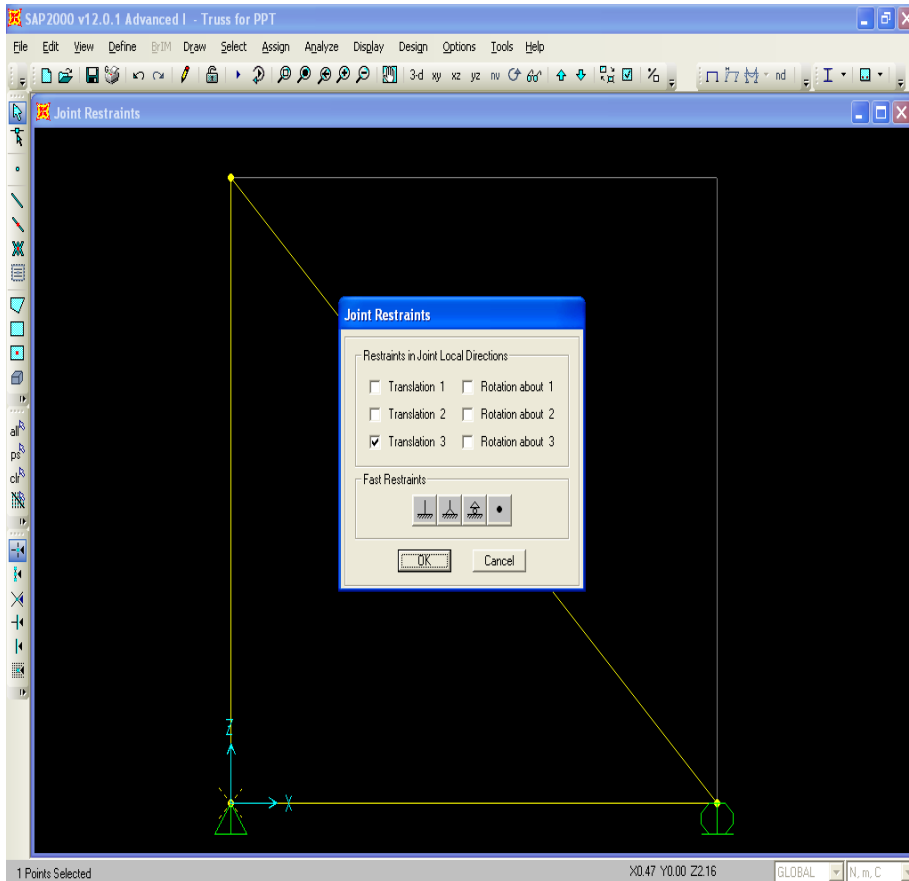 SAP2000 v12.0.1 Advanced I - Truss for PPT
File Edit View Define BrIM Draw Select Assign Analyze Display Design Options Tools Help
3-d xy xz yz nv nd
Joint Restraints
Joint Restraints
Restraints in Joint Local Directions
Translation 1 Rotation about 1
Translation 2 Rotation about 2
Translation 3 Rotation about 3
Fast Restraints
OK Cancel
all
ps
clr
Z
X
1 Points Selected X0.47 Y0.00 Z2.16 GLOBAL N, m, C